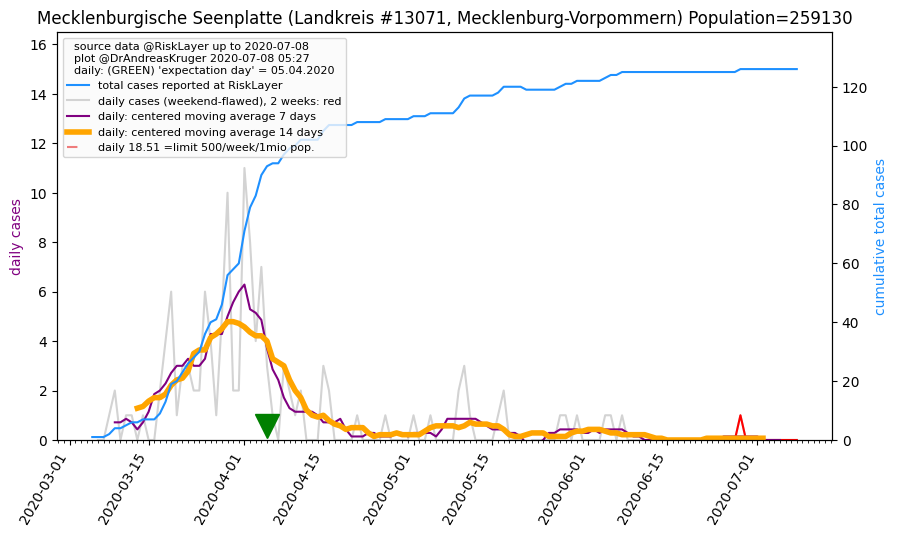 Mecklenburgische Seenplatte (Landkreis #13071, Mecklenburg-Vorpommern) Population=259130
source data @RiskLayer up to 2020-07-08
plot @DrAndreasKruger 2020-07-08 05:27
daily: (GREEN) 'expectation day' = 05.04.2020
total cases reported at RiskLayer
daily cases (weekend-flawed), 2 weeks: red
daily: centered moving average 7 days
daily: centered moving average 14 days
daily 18.51 =limit 500/week/1mio pop.
daily cases
16
14
12
10
8
6
4
2
0
120
100
80
60
40
20
0
cumulative total cases
2020-03-01
2020-03-15
2020-04-01
2020-04-15
2020-05-01
2020-05-15
2020-06-01
2020-06-15
2020-07-01